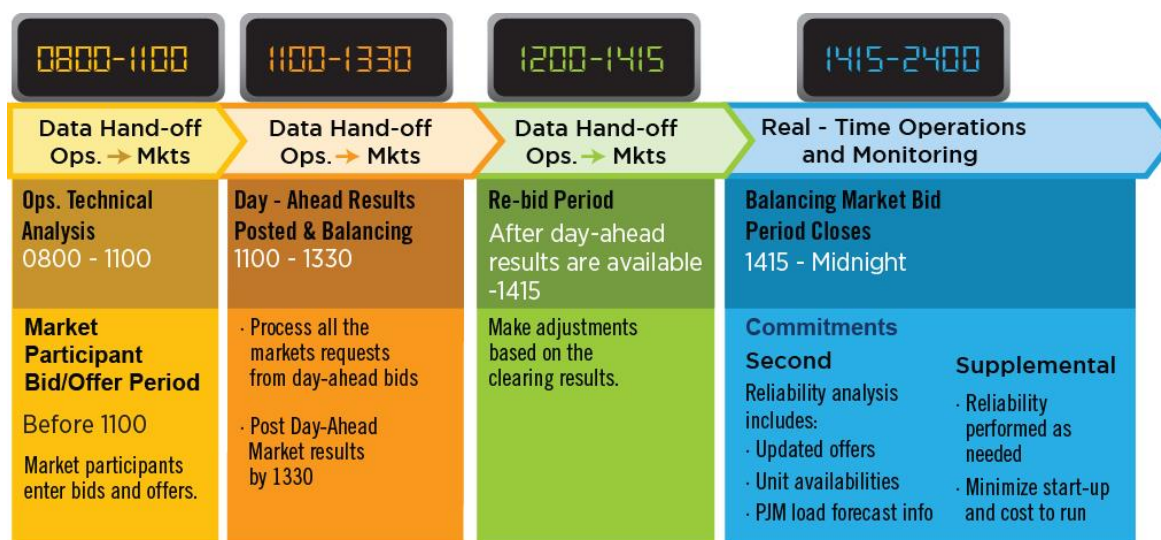 0800-1100
1100-1330
1200-1415
1415-2400
Data Hand-off
Ops. → Mkts
Data Hand-off
Ops. → Mkts
Data Hand-off
Ops. → Mkts
Real - Time Operations
and Monitoring
Ops. Technical
Analysis
0800 - 1100
Day - Ahead Results
Posted & Balancing
1100 - 1330
Re-bid Period
After day-ahead
results are available
-1415
Balancing Market Bid
Period Closes
1415 - Midnight
Market
Participant
Bid/Offer Period
Before 1100
Market participants
enter bids and offers.
· Process all the
markets requests
from day-ahead bids
· Post Day-Ahead
Market results
by 1330
Make adjustments
based on the
clearing results.
Commitments
Second
Reliability analysis
includes:
· Updated offers
· Unit availabilities
· PJM load forecast info
Supplemental
· Reliability
performed as
needed
· Minimize start-up
and cost to run